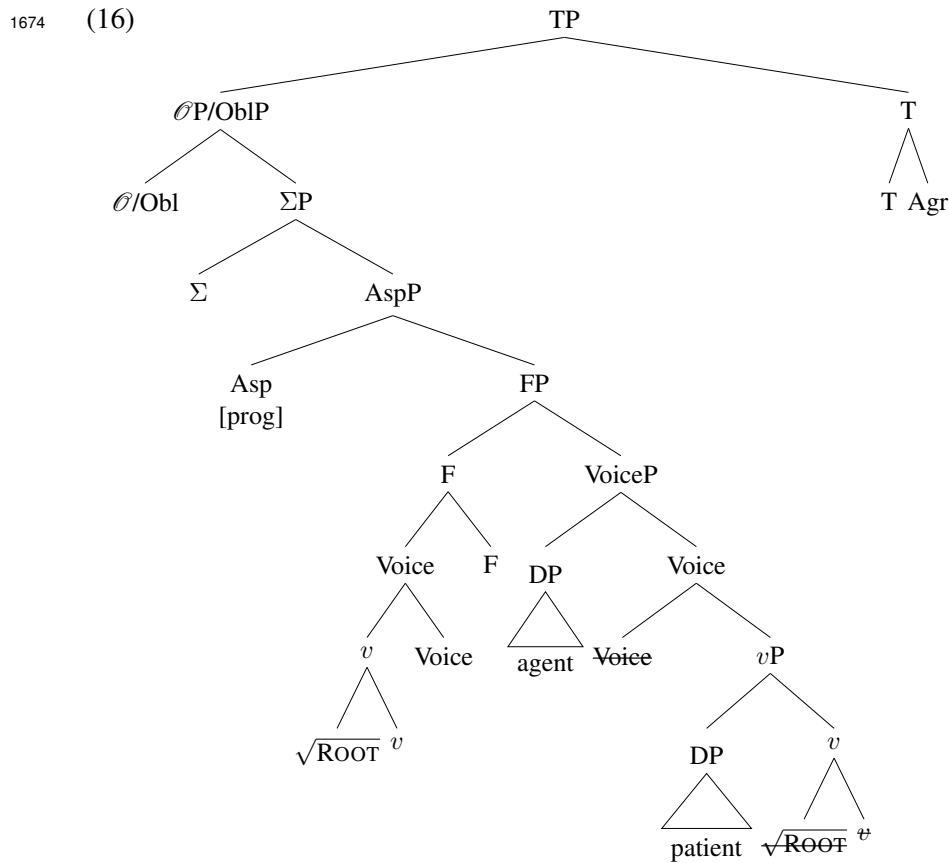 1674 (16) TP
𝒪P/OblP T
𝒪/Obl ΣP T Agr
Σ AspP
Asp FP
[prog]
F VoiceP
Voice F DP Voice
v Voice agent Voice vP
√ROOT v DP v
patient √ROOT v